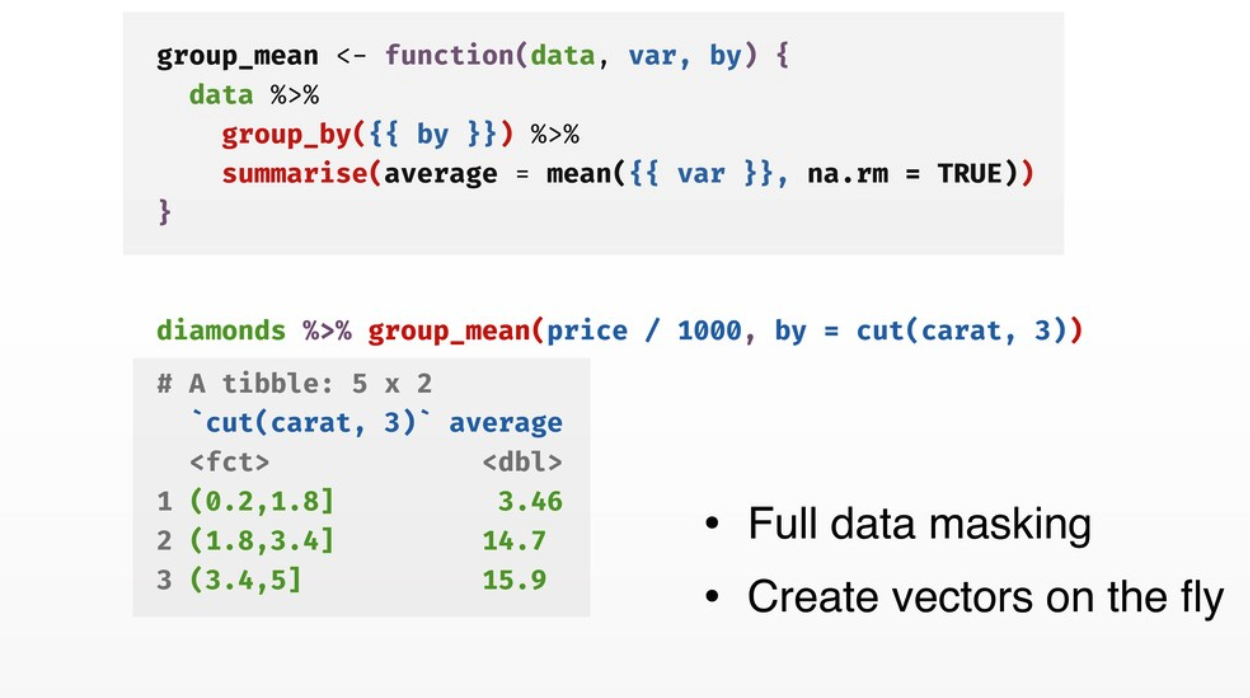 group_mean <- function(data, var, by) {
  data %>%
    group_by({{ by }}) %>%
    summarise(average = mean({{ var }}, na.rm = TRUE))
}
diamonds %>% group_mean(price / 1000, by = cut(carat, 3))
# A tibble: 5 x 2
  `cut(carat, 3)` average
  <fct>             <dbl>
1 (0.2,1.8]          3.46
2 (1.8,3.4]         14.7
3 (3.4,5]           15.9
• Full data masking
• Create vectors on the fly